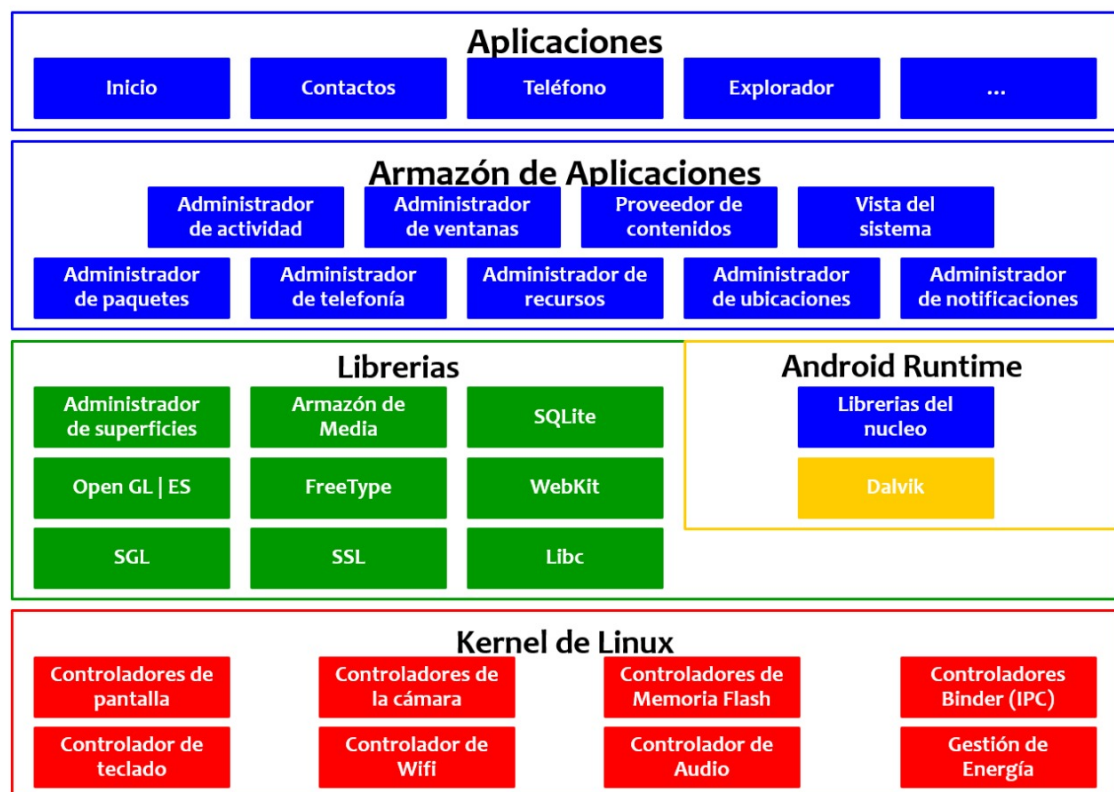 Aplicaciones
Inicio
Contactos
Teléfono
Explorador
...
Armazón de Aplicaciones
Administrador
de actividad
Administrador
de ventanas
Proveedor de
contenidos
Vista del
sistema
Administrador
de paquetes
Administrador
de telefonía
Administrador de
recursos
Administrador
de ubicaciones
Administrador
de notificaciones
Librerias
Administrador
de superficies
Armazón de
Media
SQLite
Open GL | ES
FreeType
WebKit
SGL
SSL
Libc
Android Runtime
Librerias del
nucleo
Dalvik
Kernel de Linux
Controladores de
pantalla
Controladores de
la cámara
Controladores de
Memoria Flash
Controladores
Binder (IPC)
Controlador de
teclado
Controlador de
Wifi
Controlador de
Audio
Gestión de
Energía